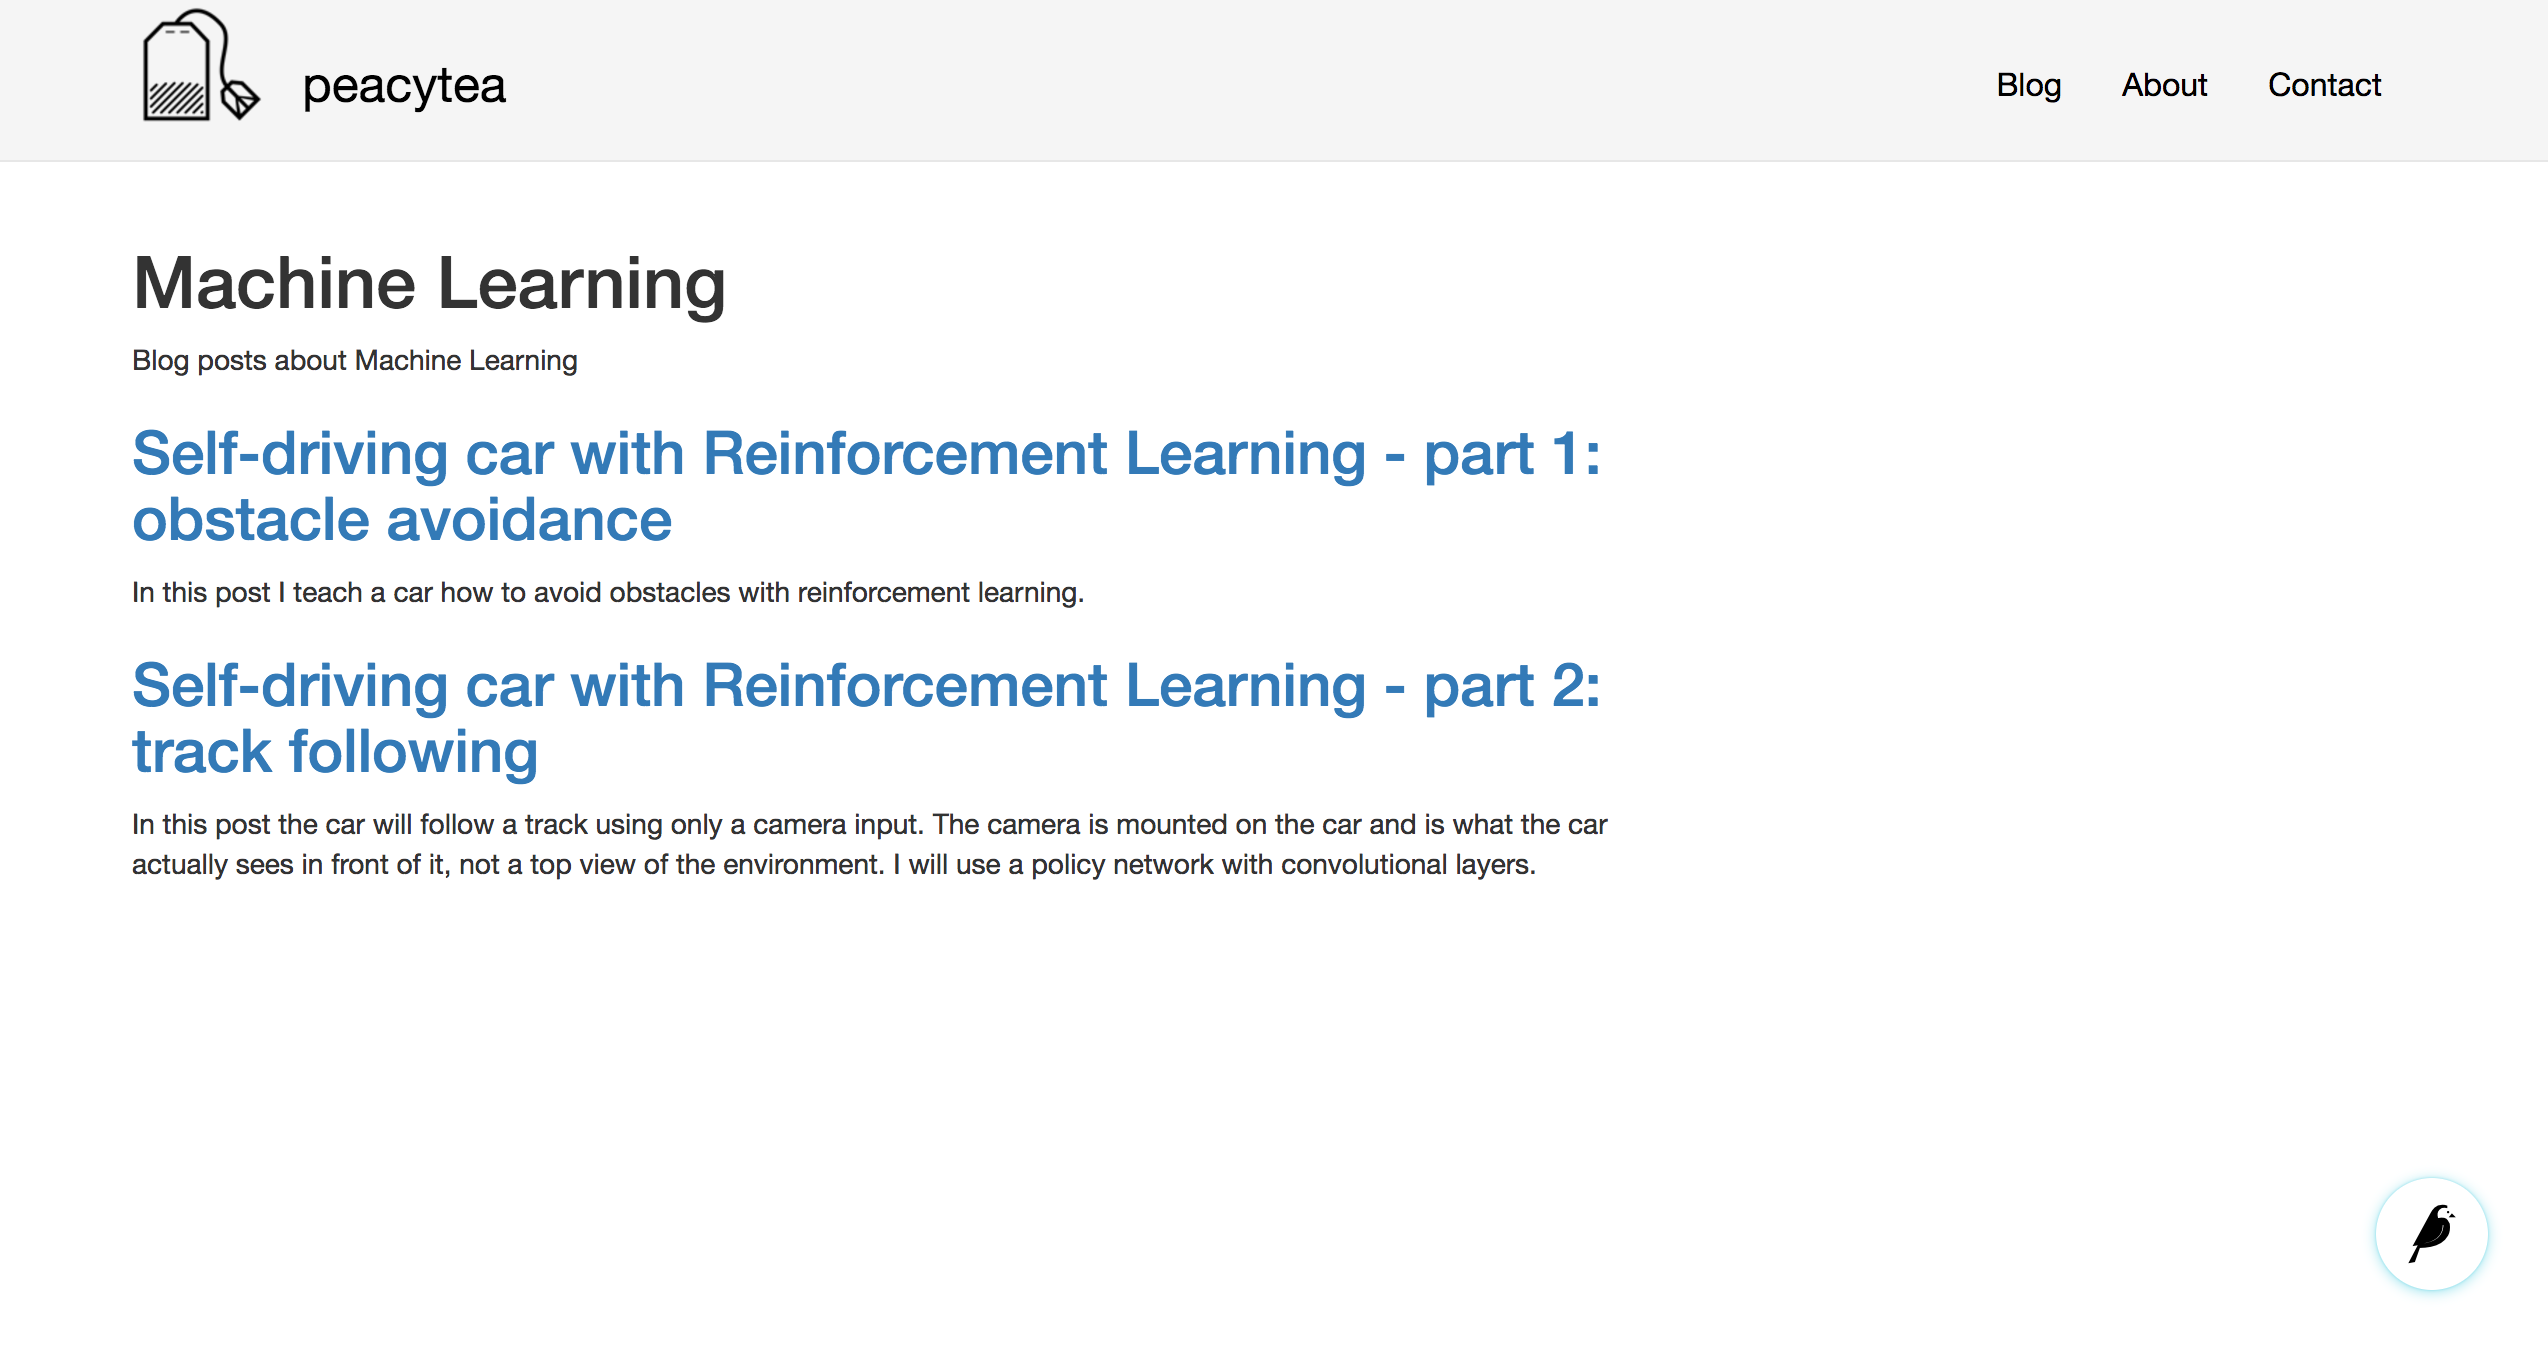 peacytea
Blog About Contact
Machine Learning
Blog posts about Machine Learning
Self-driving car with Reinforcement Learning - part 1:
obstacle avoidance
In this post I teach a car how to avoid obstacles with reinforcement learning.
Self-driving car with Reinforcement Learning - part 2:
track following
In this post the car will follow a track using only a camera input. The camera is mounted on the car and is what the car
actually sees in front of it, not a top view of the environment. I will use a policy network with convolutional layers.